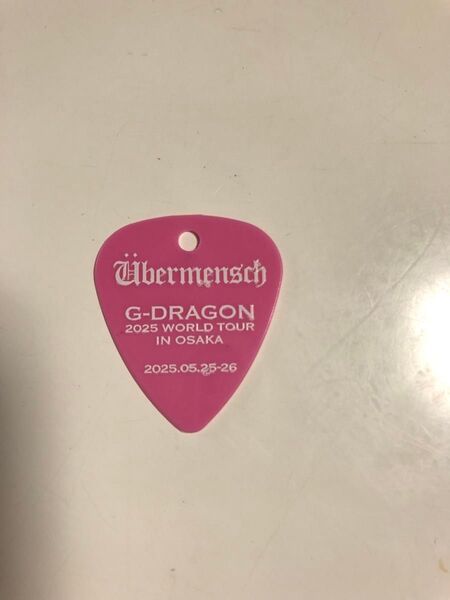 Übermensch
G-DRAGON
2025 WORLD TOUR
IN OSAKA
2025.05.25-26